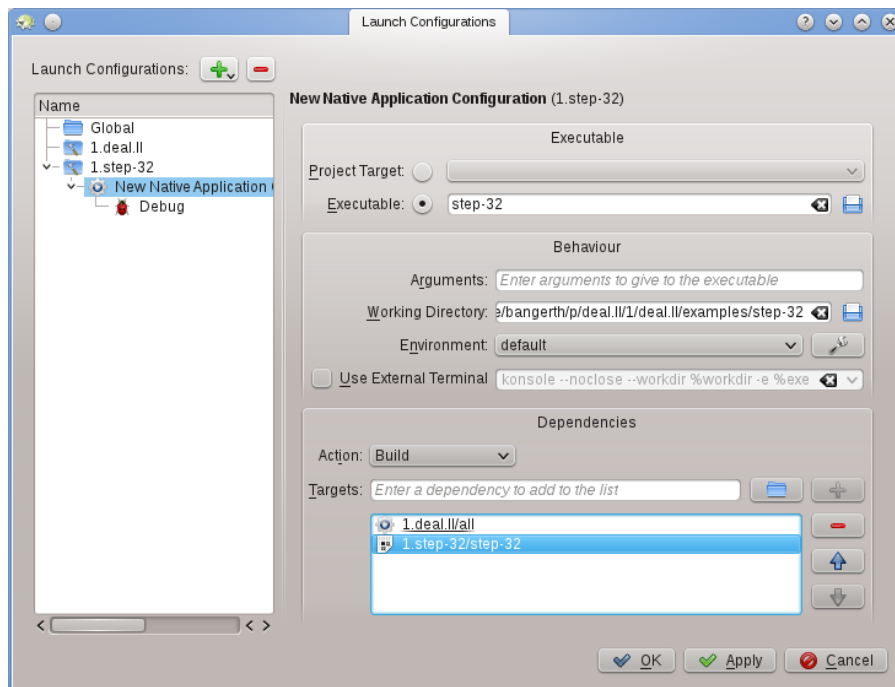 Launch Configurations
Launch Configurations:
Name
Global
1.deal.II
1.step-32
New Native Application
Debug
New Native Application Configuration (1.step-32)
Executable
Project Target:
Executable: step-32
Behaviour
Arguments: Enter arguments to give to the executable
Working Directory: e/bangerth/p/deal.II/1/deal.II/examples/step-32
Environment: default
Use External Terminal konsole --noclose --workdir %workdir -e %exe
Dependencies
Action: Build
Targets: Enter a dependency to add to the list
1.deal.II/all
1.step-32/step-32
OK Apply Cancel